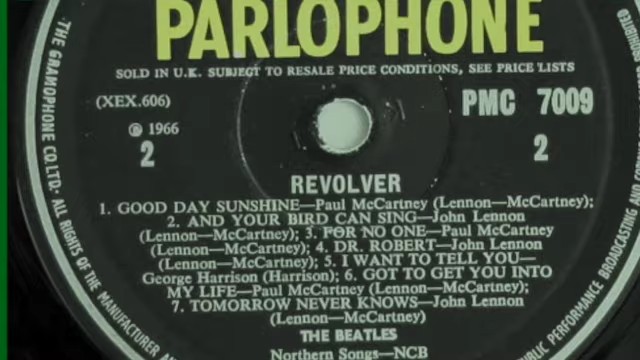 PARLOPHONE
SOLD IN U.K. SUBJECT TO RESALE PRICE CONDITIONS, SEE PRICE LISTS
(XEX.606)
PMC 7009
℗ 1966
2
2
REVOLVER
1. GOOD DAY SUNSHINE—Paul McCartney (Lennon—McCartney);
2. AND YOUR BIRD CAN SING—John Lennon
(Lennon—McCartney); 3. FOR NO ONE—Paul McCartney
(Lennon—McCartney); 4. DR. ROBERT—John Lennon
(Lennon—McCartney); 5. I WANT TO TELL YOU—
George Harrison (Harrison); 6. GOT TO GET YOU INTO
MY LIFE—Paul McCartney (Lennon—McCartney);
7. TOMORROW NEVER KNOWS—John Lennon
(Lennon—McCartney)
THE BEATLES
Northern Songs—NCB
THE GRAMOPHONE CO. LTD. ALL RIGHTS OF THE MANUFACTURER
PUBLIC PERFORMANCE BROADCASTING AND
PROHIBITED